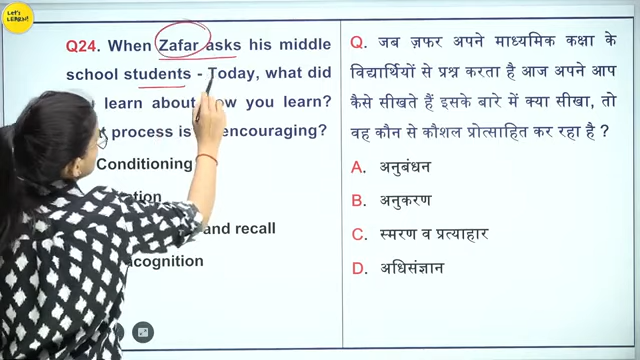 LET'S LEARN!
Q24. When Zafar asks his middle
school students - Today, what did
learn about how you learn?
process is encouraging?
Conditioning
and recall
Q. जब ज़फर अपने माध्यमिक कक्षा के
विद्यार्थियों से प्रश्न करता है आज अपने आप
कैसे सीखते हैं इसके बारे में क्या सीखा, तो
वह कौन से कौशल प्रोत्साहित कर रहा है ?
A. अनुबंधन
B. अनुकरण
C. स्मरण व प्रत्याहार
D. अधिसंज्ञान